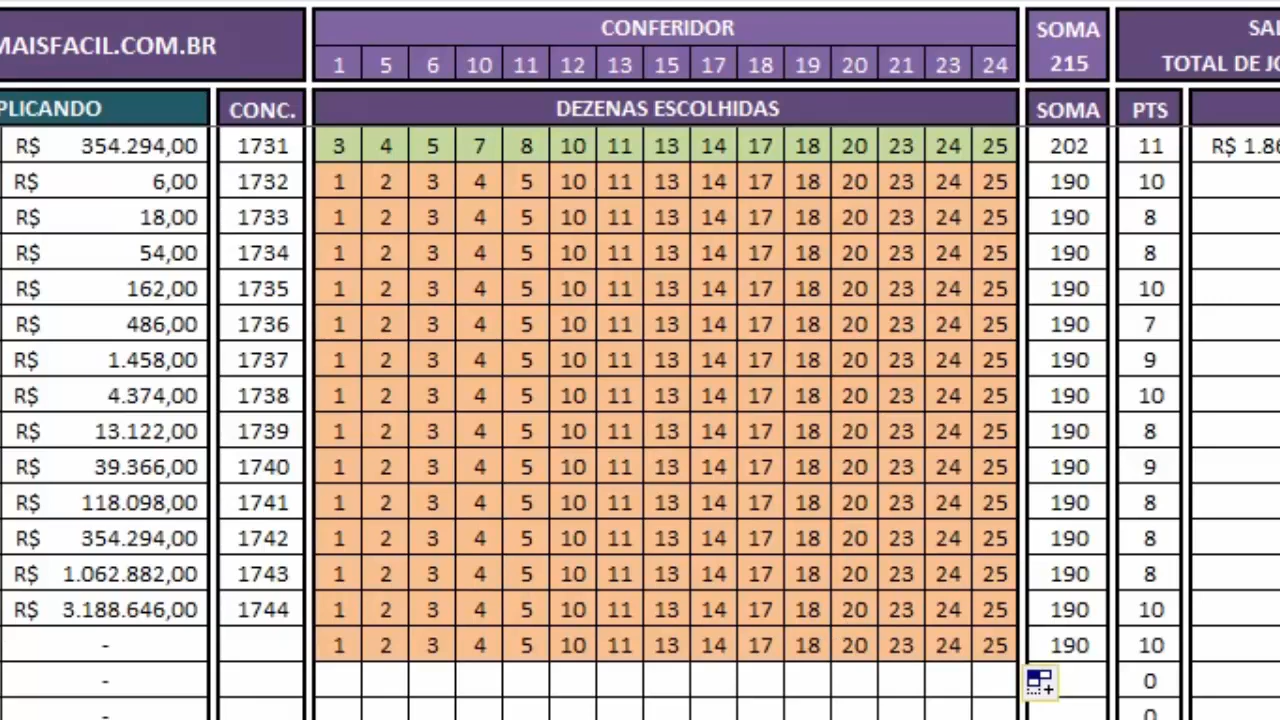 MAISFACIL.COM.BR CONFERIDOR SOMA
1 5 6 10 11 12 13 15 17 18 19 20 21 23 24 215 TOTAL DE
PLICANDO CONC. DEZENAS ESCOLHIDAS SOMA PTS
R$ 354.294,00 1731 3 4 5 7 8 10 11 13 14 17 18 20 23 24 25 202 11 R$ 1.86
R$ 6,00 1732 1 2 3 4 5 10 11 13 14 17 18 20 23 24 25 190 10
R$ 18,00 1733 1 2 3 4 5 10 11 13 14 17 18 20 23 24 25 190 8
R$ 54,00 1734 1 2 3 4 5 10 11 13 14 17 18 20 23 24 25 190 8
R$ 162,00 1735 1 2 3 4 5 10 11 13 14 17 18 20 23 24 25 190 10
R$ 486,00 1736 1 2 3 4 5 10 11 13 14 17 18 20 23 24 25 190 7
R$ 1.458,00 1737 1 2 3 4 5 10 11 13 14 17 18 20 23 24 25 190 9
R$ 4.374,00 1738 1 2 3 4 5 10 11 13 14 17 18 20 23 24 25 190 10
R$ 13.122,00 1739 1 2 3 4 5 10 11 13 14 17 18 20 23 24 25 190 8
R$ 39.366,00 1740 1 2 3 4 5 10 11 13 14 17 18 20 23 24 25 190 9
R$ 118.098,00 1741 1 2 3 4 5 10 11 13 14 17 18 20 23 24 25 190 8
R$ 354.294,00 1742 1 2 3 4 5 10 11 13 14 17 18 20 23 24 25 190 8
R$ 1.062.882,00 1743 1 2 3 4 5 10 11 13 14 17 18 20 23 24 25 190 8
R$ 3.188.646,00 1744 1 2 3 4 5 10 11 13 14 17 18 20 23 24 25 190 10
- 1 2 3 4 5 10 11 13 14 17 18 20 23 24 25 190 10
- 0
- 0